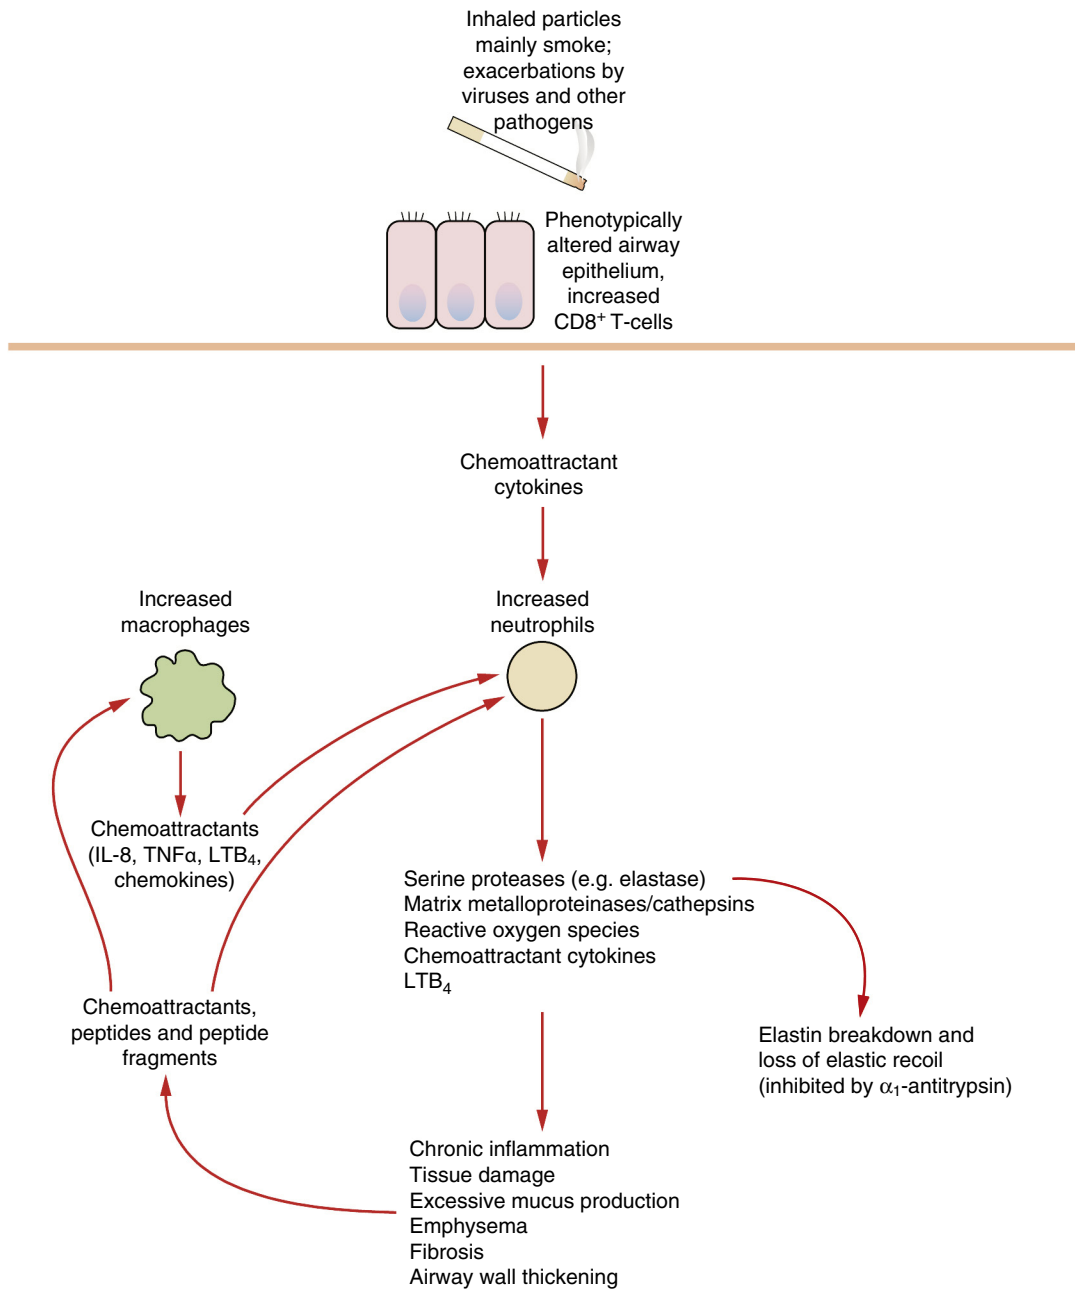 Inhaled particles
mainly smoke;
exacerbations by
viruses and other
pathogens
Phenotypically
altered airway
epithelium,
increased
CD8⁺ T-cells
Chemoattractant
cytokines
Increased
macrophages
Increased
neutrophils
Chemoattractants
(IL-8, TNFα, LTB₄,
chemokines)
Serine proteases (e.g. elastase)
Matrix metalloproteinases/cathepsins
Reactive oxygen species
Chemoattractant cytokines
LTB₄
Chemoattractants,
peptides and peptide
fragments
Elastin breakdown and
loss of elastic recoil
(inhibited by α₁-antitrypsin)
Chronic inflammation
Tissue damage
Excessive mucus production
Emphysema
Fibrosis
Airway wall thickening